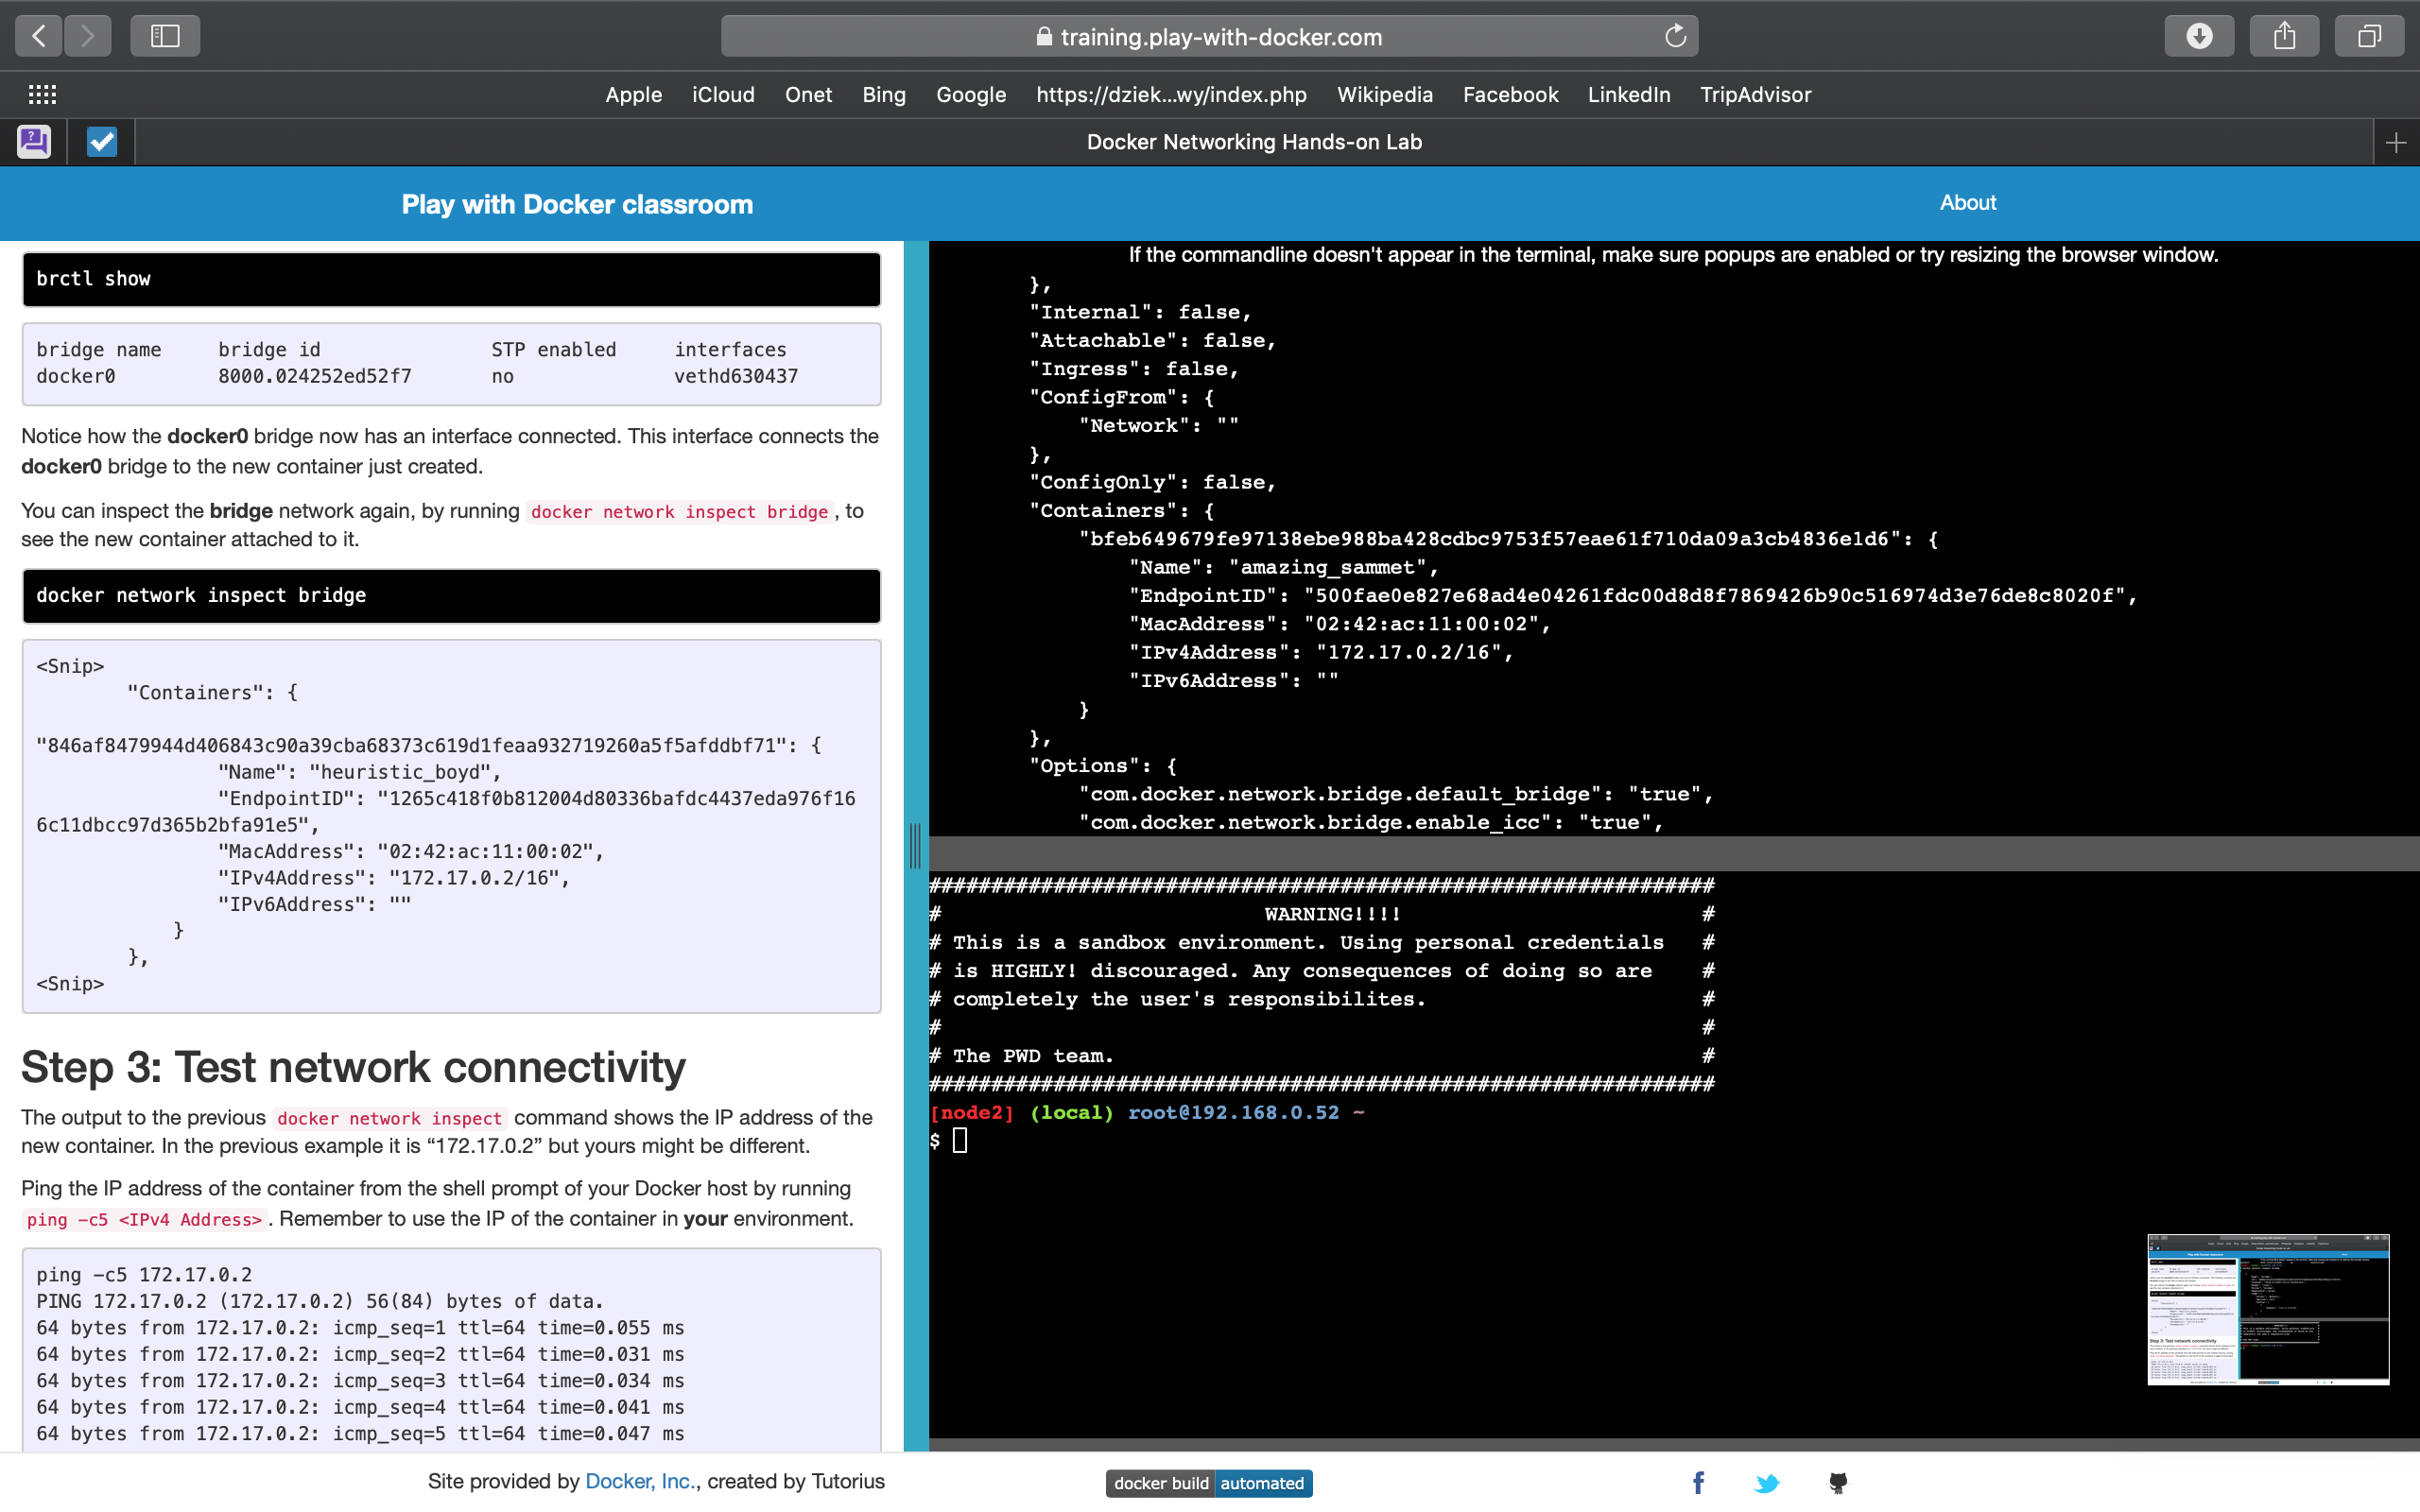 training.play-with-docker.com
Apple iCloud Onet Bing Google https://dziek...wy/index.php Wikipedia Facebook LinkedIn TripAdvisor
Docker Networking Hands-on Lab
Play with Docker classroom
About
brctl show
bridge name bridge id STP enabled interfaces
docker0 8000.024252ed52f7 no vethd630437
Notice how the docker0 bridge now has an interface connected. This interface connects the
docker0 bridge to the new container just created.
You can inspect the bridge network again, by running docker network inspect bridge , to
see the new container attached to it.
docker network inspect bridge
<Snip>
"Containers": {
"846af8479944d406843c90a39cba68373c619d1feaa932719260a5f5afddbf71": {
"Name": "heuristic_boyd",
"EndpointID": "1265c418f0b812004d80336bafdc4437eda976f16
6c11dbcc97d365b2bfa91e5",
"MacAddress": "02:42:ac:11:00:02",
"IPv4Address": "172.17.0.2/16",
"IPv6Address": ""
}
},
<Snip>
Step 3: Test network connectivity
The output to the previous docker network inspect command shows the IP address of the
new container. In the previous example it is “172.17.0.2” but yours might be different.
Ping the IP address of the container from the shell prompt of your Docker host by running
ping -c5 <IPv4 Address> . Remember to use the IP of the container in your environment.
ping -c5 172.17.0.2
PING 172.17.0.2 (172.17.0.2) 56(84) bytes of data.
64 bytes from 172.17.0.2: icmp_seq=1 ttl=64 time=0.055 ms
64 bytes from 172.17.0.2: icmp_seq=2 ttl=64 time=0.031 ms
64 bytes from 172.17.0.2: icmp_seq=3 ttl=64 time=0.034 ms
64 bytes from 172.17.0.2: icmp_seq=4 ttl=64 time=0.041 ms
64 bytes from 172.17.0.2: icmp_seq=5 ttl=64 time=0.047 ms
If the commandline doesn't appear in the terminal, make sure popups are enabled or try resizing the browser window.
},
"Internal": false,
"Attachable": false,
"Ingress": false,
"ConfigFrom": {
"Network": ""
},
"ConfigOnly": false,
"Containers": {
"bfeb649679fe97138ebe988ba428cdbc9753f57eae61f710da09a3cb4836e1d6": {
"Name": "amazing_sammet",
"EndpointID": "500fae0e827e68ad4e04261fdc00d8d8f7869426b90c516974d3e76de8c8020f",
"MacAddress": "02:42:ac:11:00:02",
"IPv4Address": "172.17.0.2/16",
"IPv6Address": ""
}
},
"Options": {
"com.docker.network.bridge.default_bridge": "true",
"com.docker.network.bridge.enable_icc": "true",
###############################################################
# WARNING!!!! #
# This is a sandbox environment. Using personal credentials #
# is HIGHLY! discouraged. Any consequences of doing so are #
# completely the user's responsibilites. #
# #
# The PWD team. #
###############################################################
[node2] (local) root@192.168.0.52 ~
$
Site provided by Docker, Inc., created by Tutorius
docker build automated